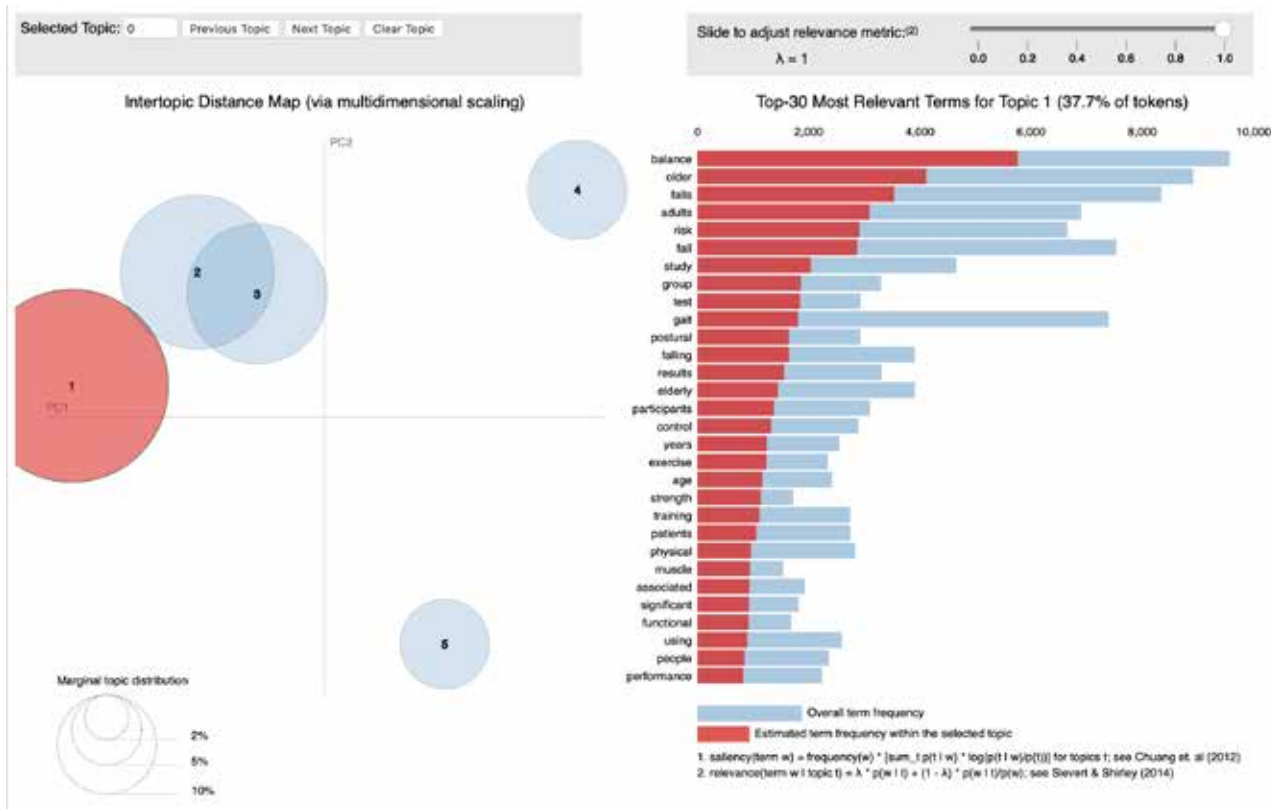 Selected Topic: 0 Previous Topic Next Topic Clear Topic
Slide to adjust relevance metric:(2)
λ = 1
0.0 0.2 0.4 0.6 0.8 1.0
Intertopic Distance Map (via multidimensional scaling)
PC2
4
2
3
1
PC1
5
Marginal topic distribution
2%
5%
10%
Top-30 Most Relevant Terms for Topic 1 (37.7% of tokens)
0 2,000 4,000 6,000 8,000 10,000
balance
older
falls
adults
risk
fall
study
group
test
gait
postural
falling
results
elderly
participants
control
years
exercise
age
strength
training
patients
physical
muscle
associated
significant
functional
using
people
performance
Overall term frequency
Estimated term frequency within the selected topic
1. saliency(term w) = frequency(w) * [sum_t p(t | w) * log(p(t | w)/p(t))] for topics t; see Chuang et. al (2012)
2. relevance(term w | topic t) = λ * p(w | t) + (1 - λ) * p(w | t)/p(w); see Sievert & Shirley (2014)